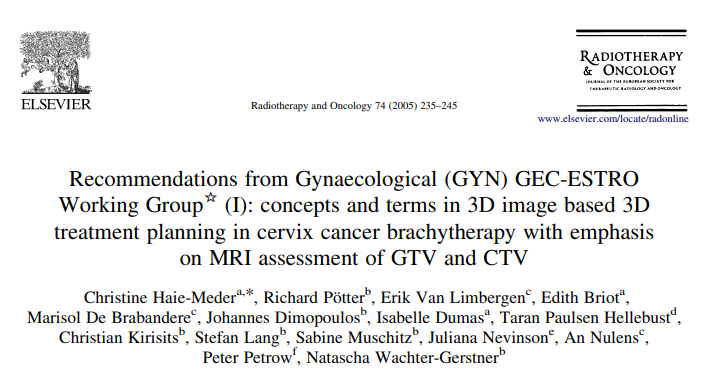 ELSEVIER
Radiotherapy and Oncology 74 (2005) 235–245
RADIOTHERAPY
& ONCOLOGY
JOURNAL OF THE EUROPEAN SOCIETY FOR
THERAPEUTIC RADIOLOGY AND ONCOLOGY
www.elsevier.com/locate/radonline
Recommendations from Gynaecological (GYN) GEC-ESTRO
Working Group☆ (I): concepts and terms in 3D image based 3D
treatment planning in cervix cancer brachytherapy with emphasis
on MRI assessment of GTV and CTV
Christine Haie-Meder^a,*, Richard Pötter^b, Erik Van Limbergen^c, Edith Briot^a,
Marisol De Brabandere^c, Johannes Dimopoulos^b, Isabelle Dumas^a, Taran Paulsen Hellebust^d,
Christian Kirisits^b, Stefan Lang^b, Sabine Muschitz^b, Juliana Nevinson^e, An Nulens^c,
Peter Petrow^f, Natascha Wachter-Gerstner^b